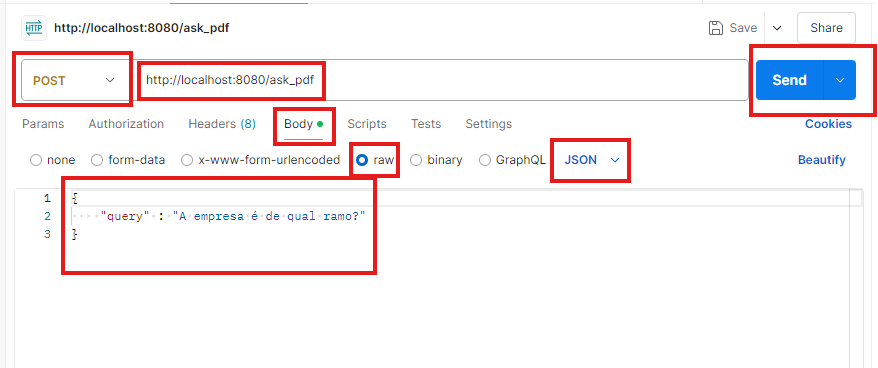 HTTP http://localhost:8080/ask_pdf Save Share
POST http://localhost:8080/ask_pdf Send
Params Authorization Headers (8) Body Scripts Tests Settings Cookies
none form-data x-www-form-urlencoded raw binary GraphQL JSON Beautify
1 {
2 "query" : "A empresa é de qual ramo?"
3 }